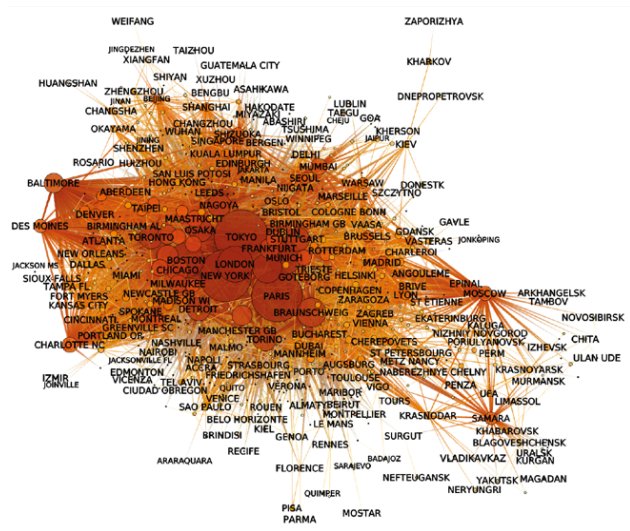 WEIFANG
ZAPORIZHYA
JINGDEZHEN
TAIZHOU
XIANGFAN
KHARKOV
GUATEMALA CITY
SHIYAN
XUZHOU
HUANGSHAN
ZHENGZHOU
BENGBU
ASAHIKAWA
DNEPROPETROVSK
JINAN
BEIJING
SHANGHAI
HAKODATE
LUBLIN
CHANGSHA
MIYAZAKI
TAEGU
GOA
CHANGZHOU
ABASHIRI
CHEJU
OKAYAMA
WUHAN
SHIZUOKA
TSUSHIMA
KHERSON
JINING
SINGAPORE
BERGEN
WINNIPEG
JAIPUR
KIEV
SHENZHEN
KUALA LUMPUR
DELHI
ROSARIO
HUIZHOU
EDINBURGH
MUMBAI
SAN LUIS POTOSI
JAKARTA
BALTIMORE
HONG KONG
MANILA
SEOUL
WARSAW
DONESTK
ABERDEEN
LEEDS
NIIGATA
MARSEILLE
SZCZYTNO
NAGOYA
OSLO
DENVER
TAIPEI
MAASTRICHT
BRISTOL
COLOGNE BONN
GAVLE
DES MOINES
BIRMINGHAM AL
OSAKA
DUBLIN
BIRMINGHAM GB
VAASA
GDANSK
ATLANTA
TORONTO
TOKYO
STUTTGART
BRUSSELS
VASTERAS
JONKOPING
NEW ORLEANS
BOSTON
FRANKFURT
ROTTERDAM
CHARLEROI
JACKSON MS
DALLAS
CHICAGO
LONDON
MUNICH
MADRID
SIOUX-FALLS
MIAMI
NEW YORK
TRIESTE
HELSINKI
ANGOULEME
TAMPA FL
MILWAUKEE
GOTEBORG
BRIVE
EPINAL
FORT MYERS
NEWCASTLE GB
PARIS
COPENHAGEN
LYON
MOSCOW
ARKHANGELSK
KANSAS CITY
MADISON WI
ZARAGOZA
ST ETIENNE
TAMBOV
SPOKANE
DETROIT
BRAUNSCHWEIG
ZAGREB
EKATERINBURG
NOVOSIBIRSK
CINCINNATI
MONTREAL
VIENNA
KALUGA
GREENVILLE SC
MANCHESTER GB
BUCHAREST
NIZHNIY NOVGOROD
PORTLAND OR
TORINO
CHEREPOVETS
PORIULYANOVSK
CHITA
CHARLOTTE NC
NASHVILLE
DUBAI
IZHEVSK
NAIROBI
MALMO
MANNHEIM
ST PETERSBURG
PERM
ULAN UDE
JACKSONVILLE FL
NAPOLI
AUGSBURG
METZ NANCY
EDMONTON
ACCRA
STRASBOURG
PORTO
NABEREZHNYE CHELNY
KRASNOYARSK
IZMIR
VICENZA
TEL AVIV
FRIEDRICHSHAFEN
TOULOUSE
PENZA
MURMANSK
JOINVILLE
CIUDAD OBREGON
QUITO
VERONA
VIGO
UFA
VENICE
MARIBOR
TOURS
LIMASSOL
SAO PAULO
ROUEN
ALMATY
BEIRUT
KRASNODAR
SAMARA
BELO HORIZONTE
MONTPELLIER
KIEL
LE MANS
KHABAROVSK
BRINDISI
GENOA
SURGUT
BLAGOVESHCHENSK
REGIFE
RENNES
VLADIKAVKAZ
URALSK
ARARAQUARA
BADAJOZ
KURGAN
FLORENCE
SARAJEVO
NEFTEUGANSK
YAKUTSK
MAGADAN
QUIMPER
NERYUNGRI
PISA
MOSTAR
PARMA